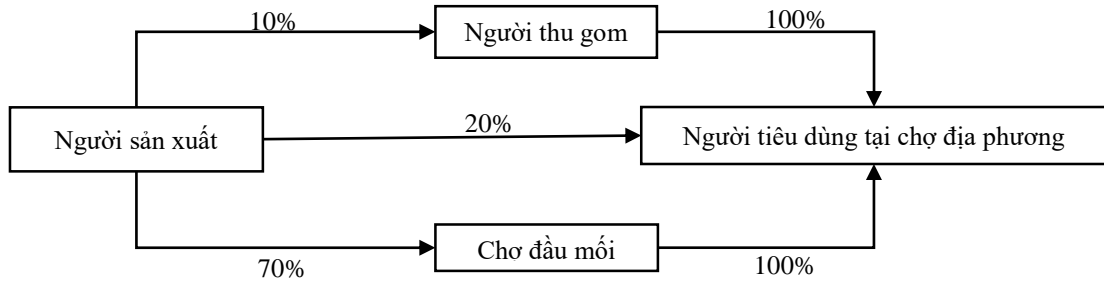 10%
Người thu gom
100%
Người sản xuất
20%
Người tiêu dùng tại chợ địa phương
70%
Chơ đầu mối
100%